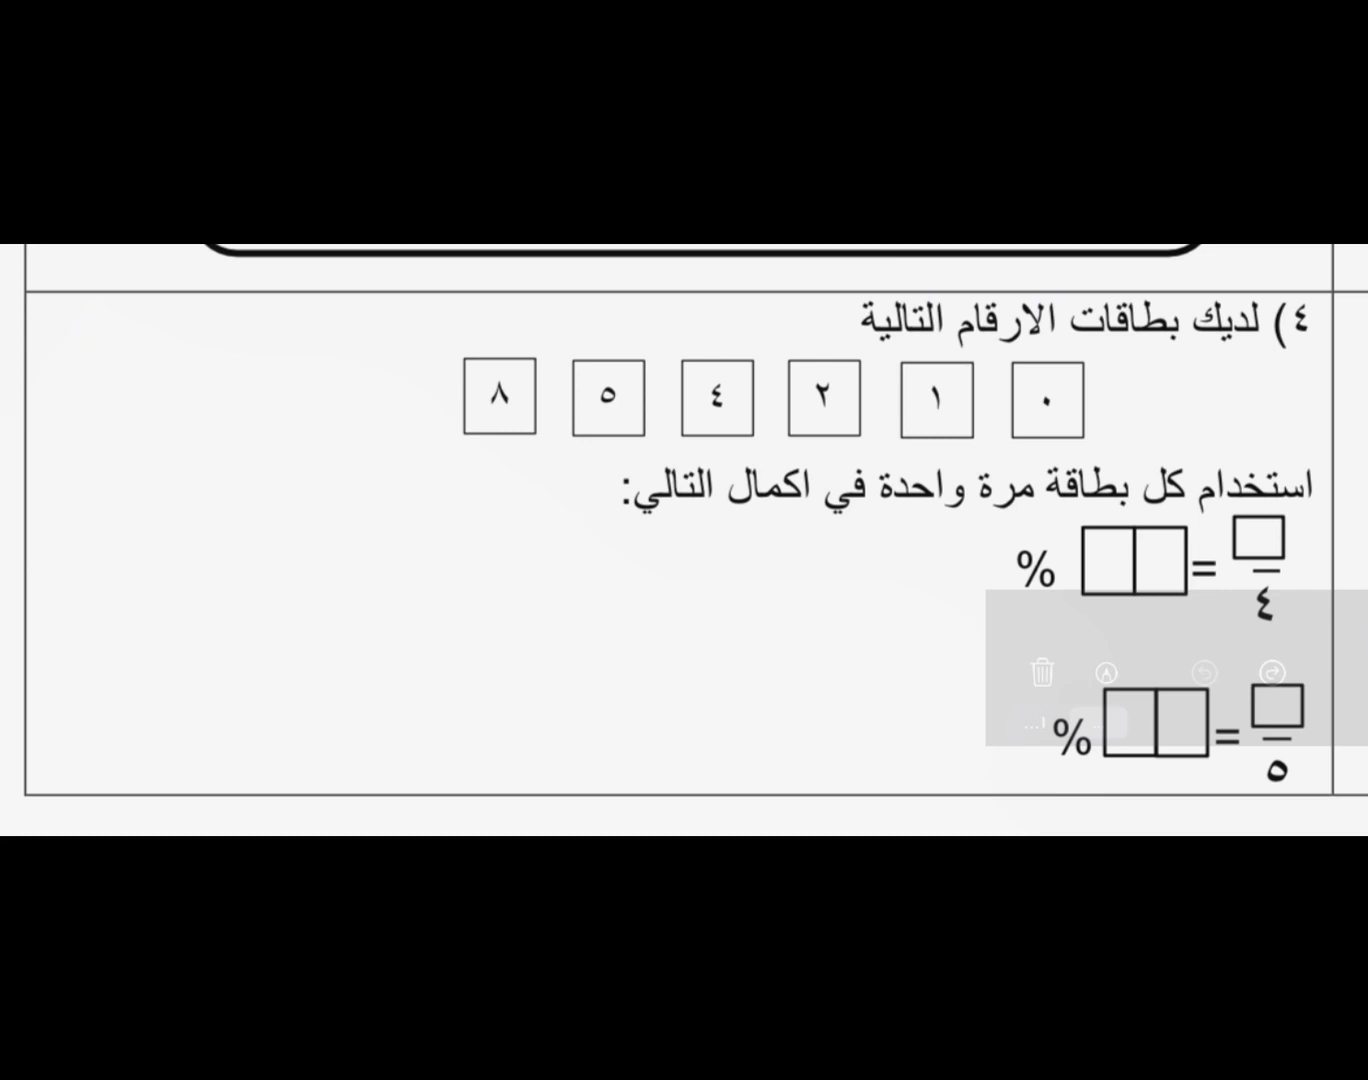 ٤) لديك بطاقات الارقام التالية
٠ ١ ٢ ٤ ٥ ٨
استخدام كل بطاقة مرة واحدة في اكمال التالي:
% =
٤
...١
% =
٥